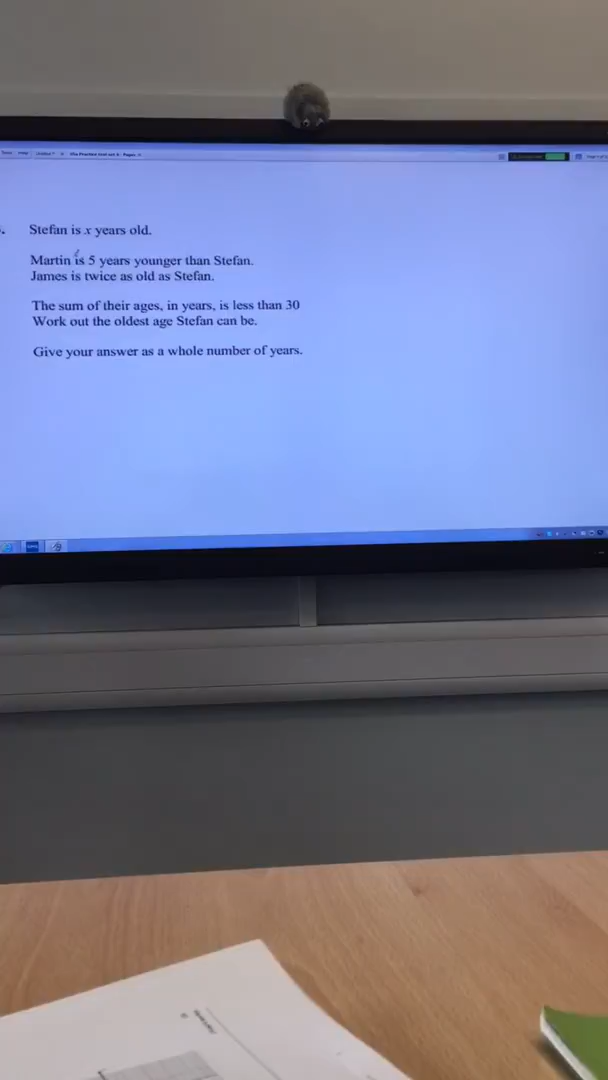 Stefan is x years old.
Martin is 5 years younger than Stefan.
James is twice as old as Stefan.
The sum of their ages, in years, is less than 30
Work out the oldest age Stefan can be.
Give your answer as a whole number of years.